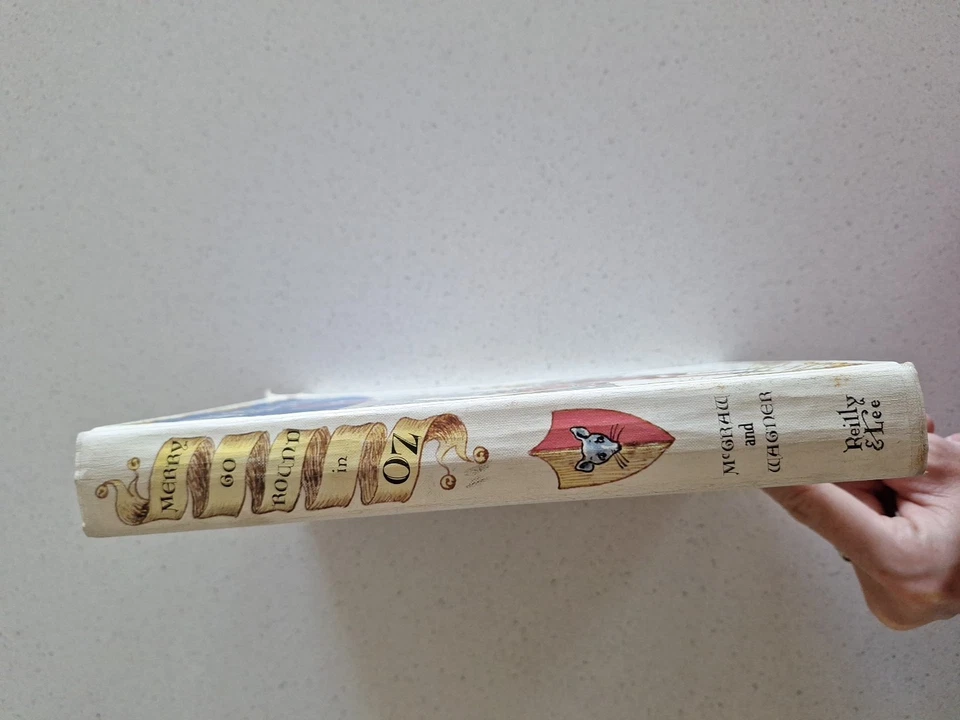 MERRY
GO
ROUND
in
OZ
McGRAW
and
WAGNER
Reilly
& Lee